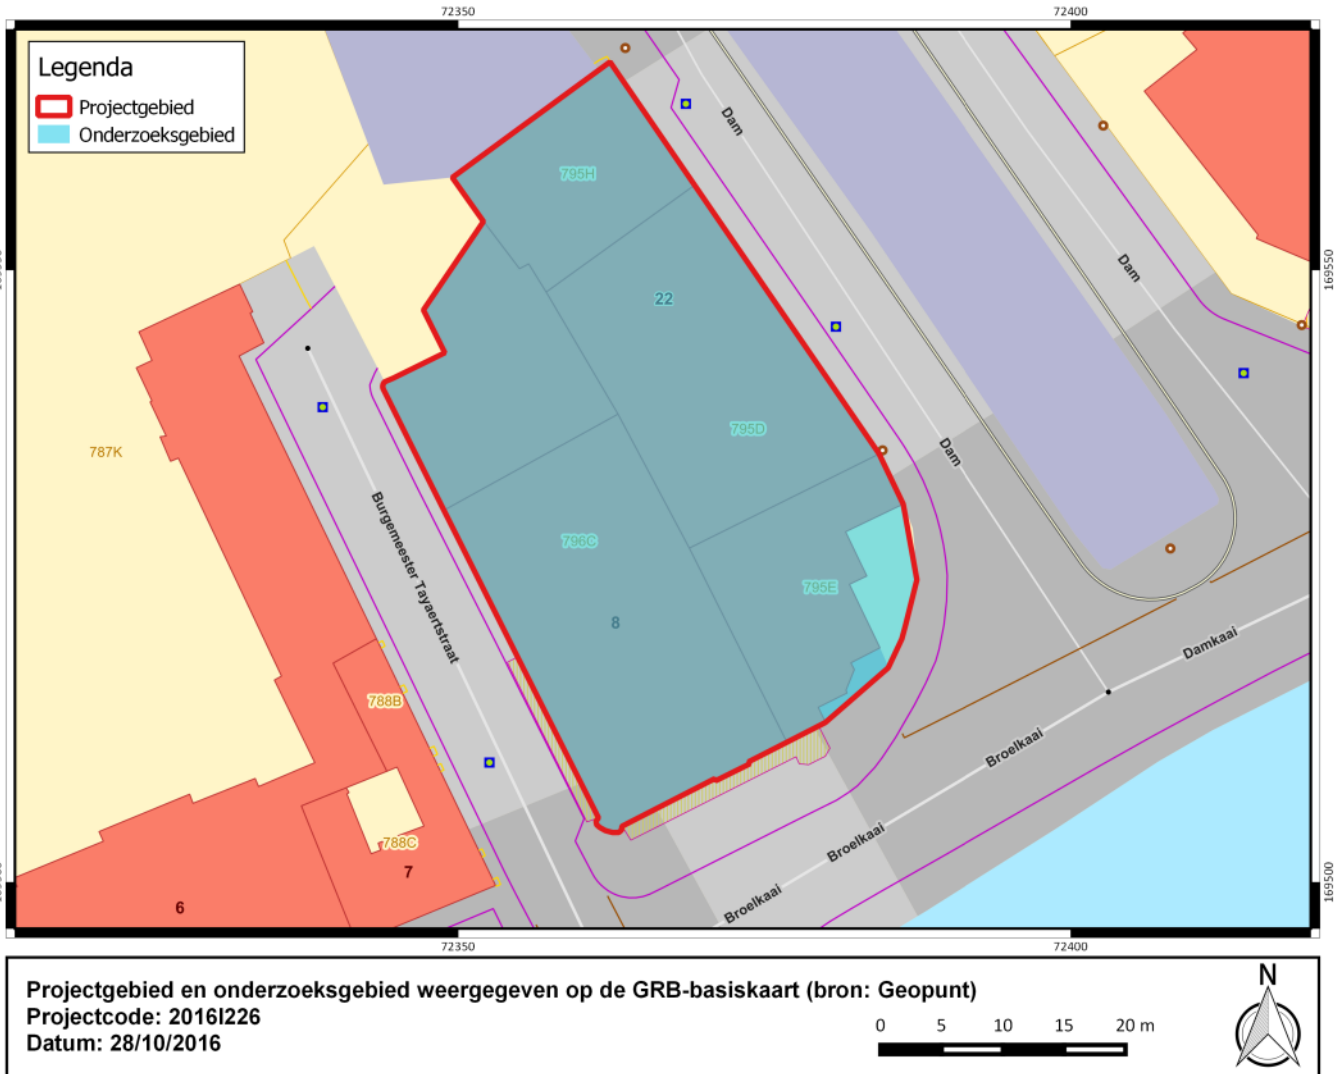 72350
72400
Legenda
Projectgebied
Onderzoeksgebied
Dam
795H
Dam
169550
22
795D
Dam
787K
Burgemeester Tayaertstraat
796C
795E
8
Damkaai
788B
Broelkaai
Broelkaai
788C
7
6
Broelkaai
169500
72350
72400
Projectgebied en onderzoeksgebied weergegeven op de GRB-basiskaart (bron: Geopunt)
Projectcode: 2016I226
Datum: 28/10/2016
0 5 10 15 20 m
N